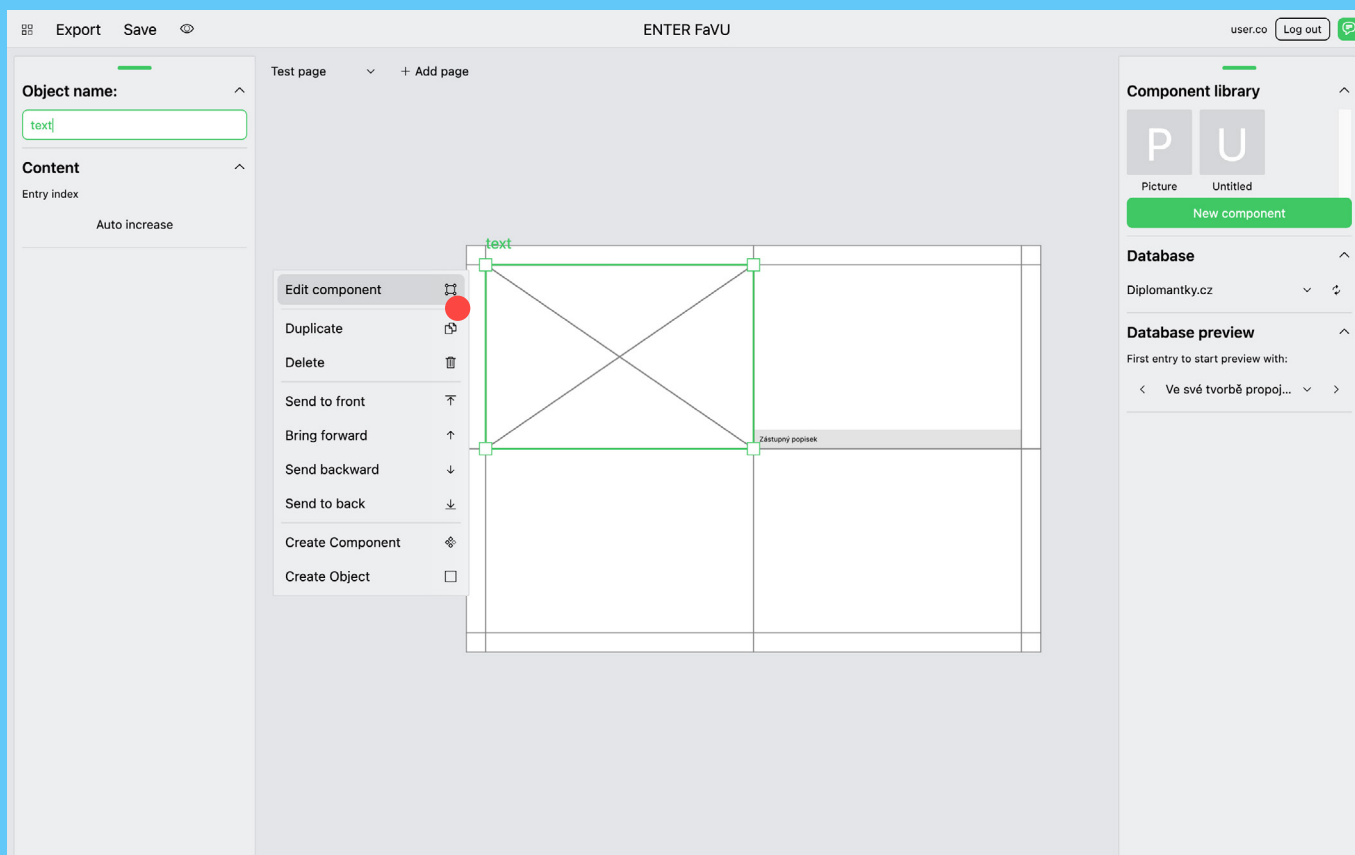 Export Save ENTER FaVU user.co Log out
Object name:
text
Content
Entry index
Auto increase
Test page + Add page
text
Edit component
Duplicate
Delete
Send to front
Bring forward
Send backward
Send to back
Create Component
Create Object
Zástupný popisek
Component library
P U
Picture Untitled
New component
Database
Diplomantky.cz
Database preview
First entry to start preview with:
Ve své tvorbě propoj...